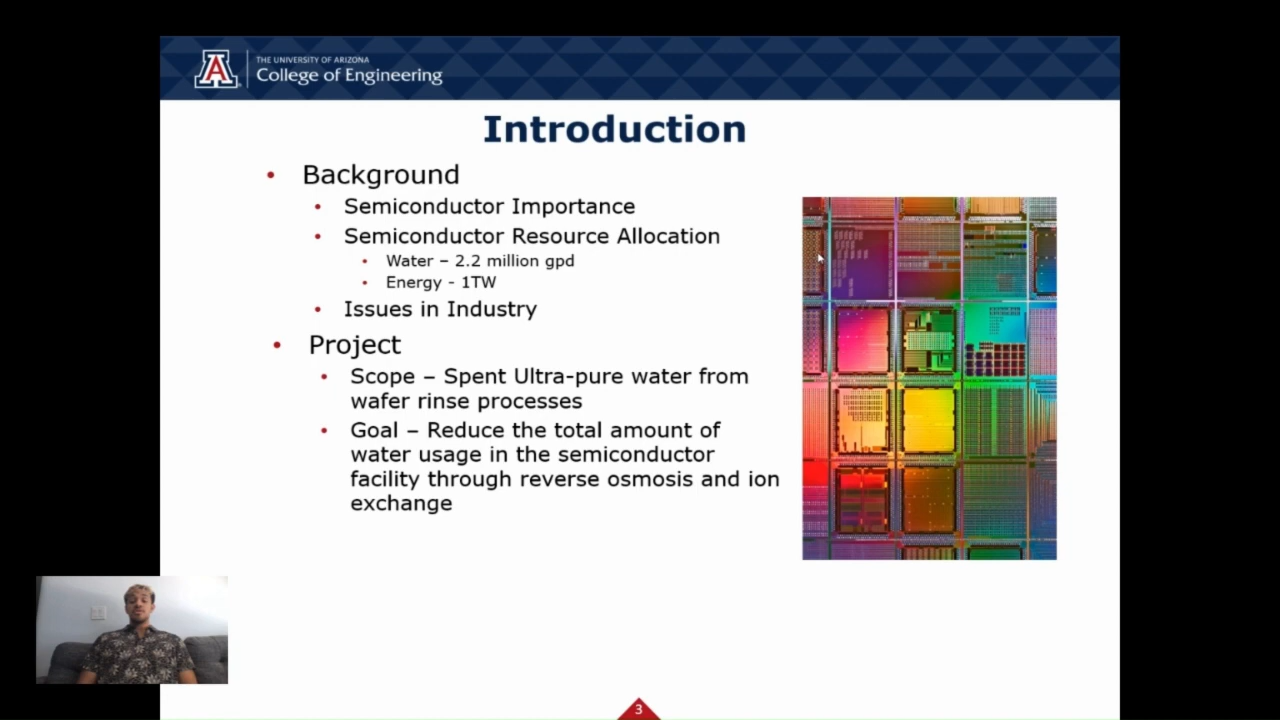 THE UNIVERSITY OF ARIZONA
College of Engineering
Introduction
• Background
• Semiconductor Importance
• Semiconductor Resource Allocation
• Water – 2.2 million gpd
• Energy - 1TW
• Issues in Industry
• Project
• Scope – Spent Ultra-pure water from
wafer rinse processes
• Goal – Reduce the total amount of
water usage in the semiconductor
facility through reverse osmosis and ion
exchange
3